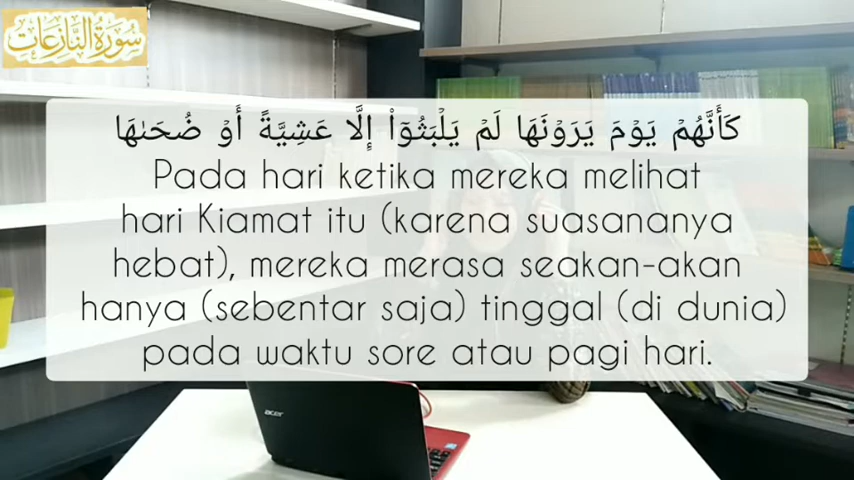 سُورَةُ النَّازِعَاتِ
كَأَنَّهُمْ يَوْمَ يَرَوْنَهَا لَمْ يَلْبَثُوٓا۟ إِلَّا عَشِيَّةً أَوْ ضُحَىٰهَا
Pada hari ketika mereka melihat
hari Kiamat itu (karena suasananya
hebat), mereka merasa seakan-akan
hanya (sebentar saja) tinggal (di dunia)
pada waktu sore atau pagi hari.
acer